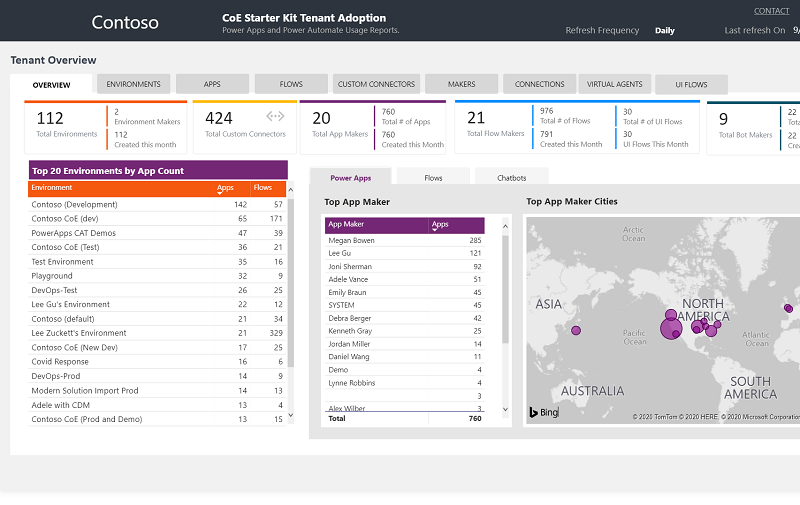 CONTACT
Contoso
CoE Starter Kit Tenant Adoption
Power Apps and Power Automate Usage Reports.
Refresh Frequency Daily Last refresh On 9/
Tenant Overview
OVERVIEW ENVIRONMENTS APPS FLOWS CUSTOM CONNECTORS MAKERS CONNECTIONS VIRTUAL AGENTS UI FLOWS
112
Total Environments
2
Environment Makers
112
Created this month
424
Total Custom Connectors
20
Total App Makers
760
Total # of Apps
760
Created this Month
21
Total Flow Makers
976
Total # of Flows
791
Created this Month
30
Total # of UI Flows
30
UI Flows This Month
9
Total Bot Makers
22
Tota
22
Crea
Top 20 Environments by App Count
Environment Apps Flows
Contoso (Development) 142 57
Contoso CoE (dev) 65 171
PowerApps CAT Demos 47 39
Contoso CoE (Test) 36 21
Test Environment 35 16
Playground 32 9
DevOps-Test 26 25
Lee Gu's Environment 22 12
Contoso (default) 21 34
Lee Zuckett's Environment 21 329
Contoso CoE (New Dev) 17 25
Covid Response 16 6
DevOps-Prod 14 9
Modern Solution Import Prod 14 13
Adele with CDM 13 4
Contoso CoE (Prod and Demo) 13 15
Power Apps Flows Chatbots
Top App Maker
App Maker Apps
Megan Bowen 285
Lee Gu 121
Joni Sherman 92
Adele Vance 51
Emily Braun 45
SYSTEM 45
Debra Berger 42
Kenneth Gray 25
Jordan Miller 14
Daniel Wang 11
Demo 4
Lynne Robbins 4
3
Alex Wilber 3
Total 760
Top App Maker Cities
Arctic
Ocean
ASIA
NORTH
AMERICA
Pacific
Ocean
Atlantic
Ocean
AUSTRALIA
SOUTH
AMERICA
Bing
© 2020 TomTom © 2020 HERE, © 2020 Microsoft Corporation